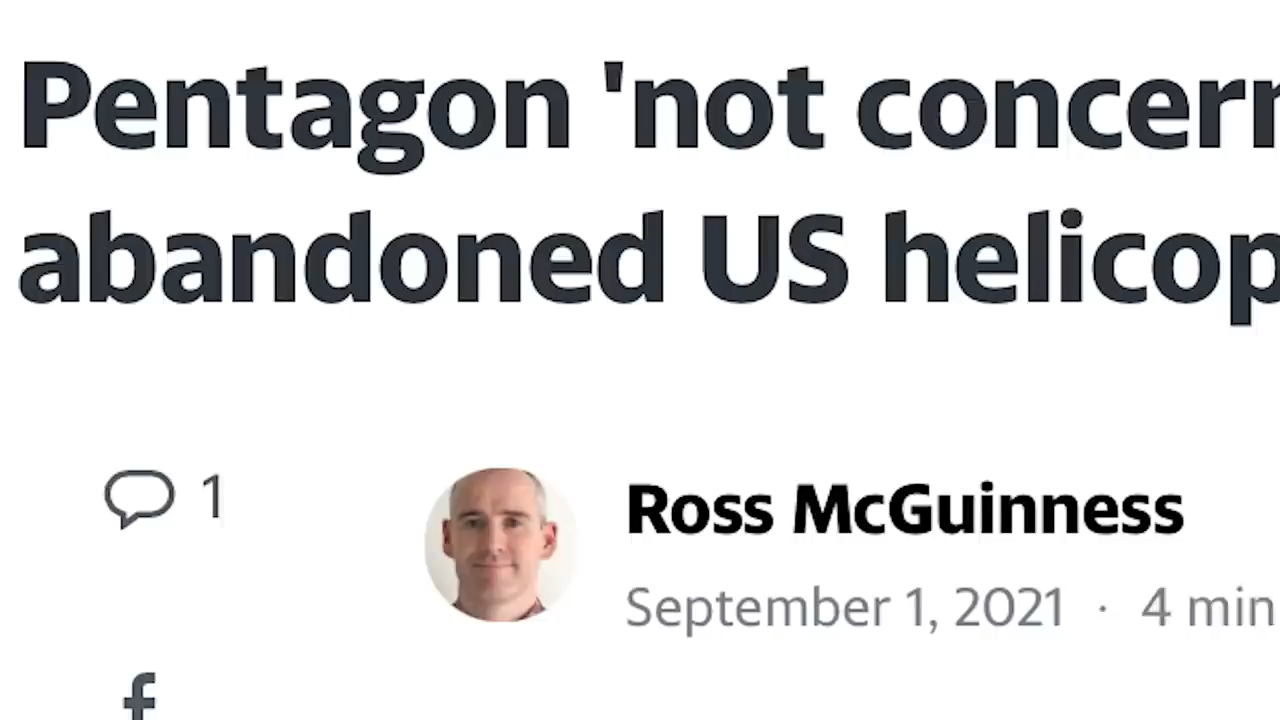 Pentagon 'not concern
abandoned US helicop
1
Ross McGuinness
September 1, 2021 · 4 min
f